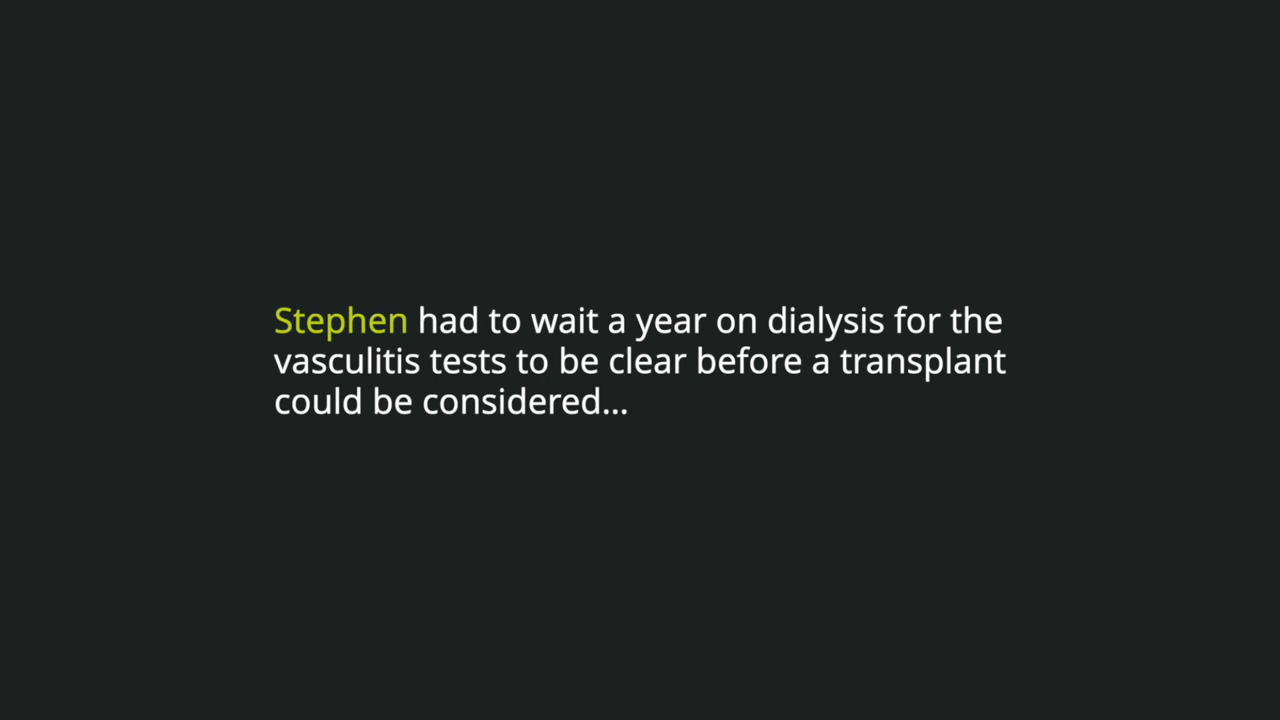 Stephen had to wait a year on dialysis for the
vasculitis tests to be clear before a transplant
could be considered...